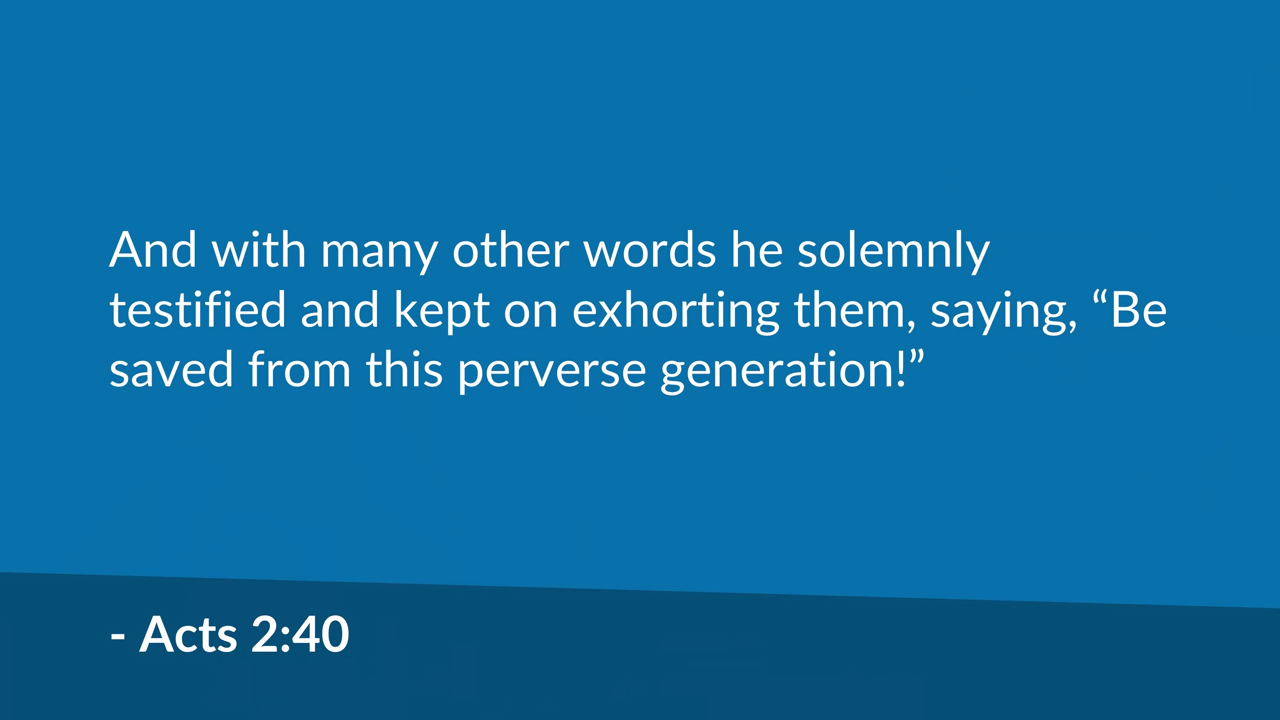 And with many other words he solemnly
testified and kept on exhorting them, saying, “Be
saved from this perverse generation!”
- Acts 2:40